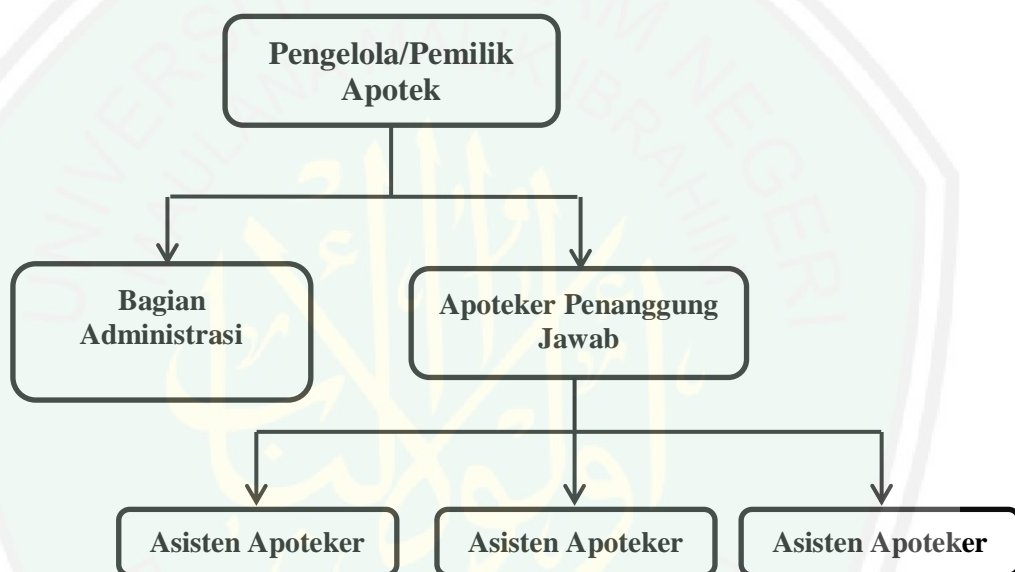 Pengelola/Pemilik
Apotek
Bagian
Administrasi
Apoteker Penanggung
Jawab
Asisten Apoteker
Asisten Apoteker
Asisten Apoteker